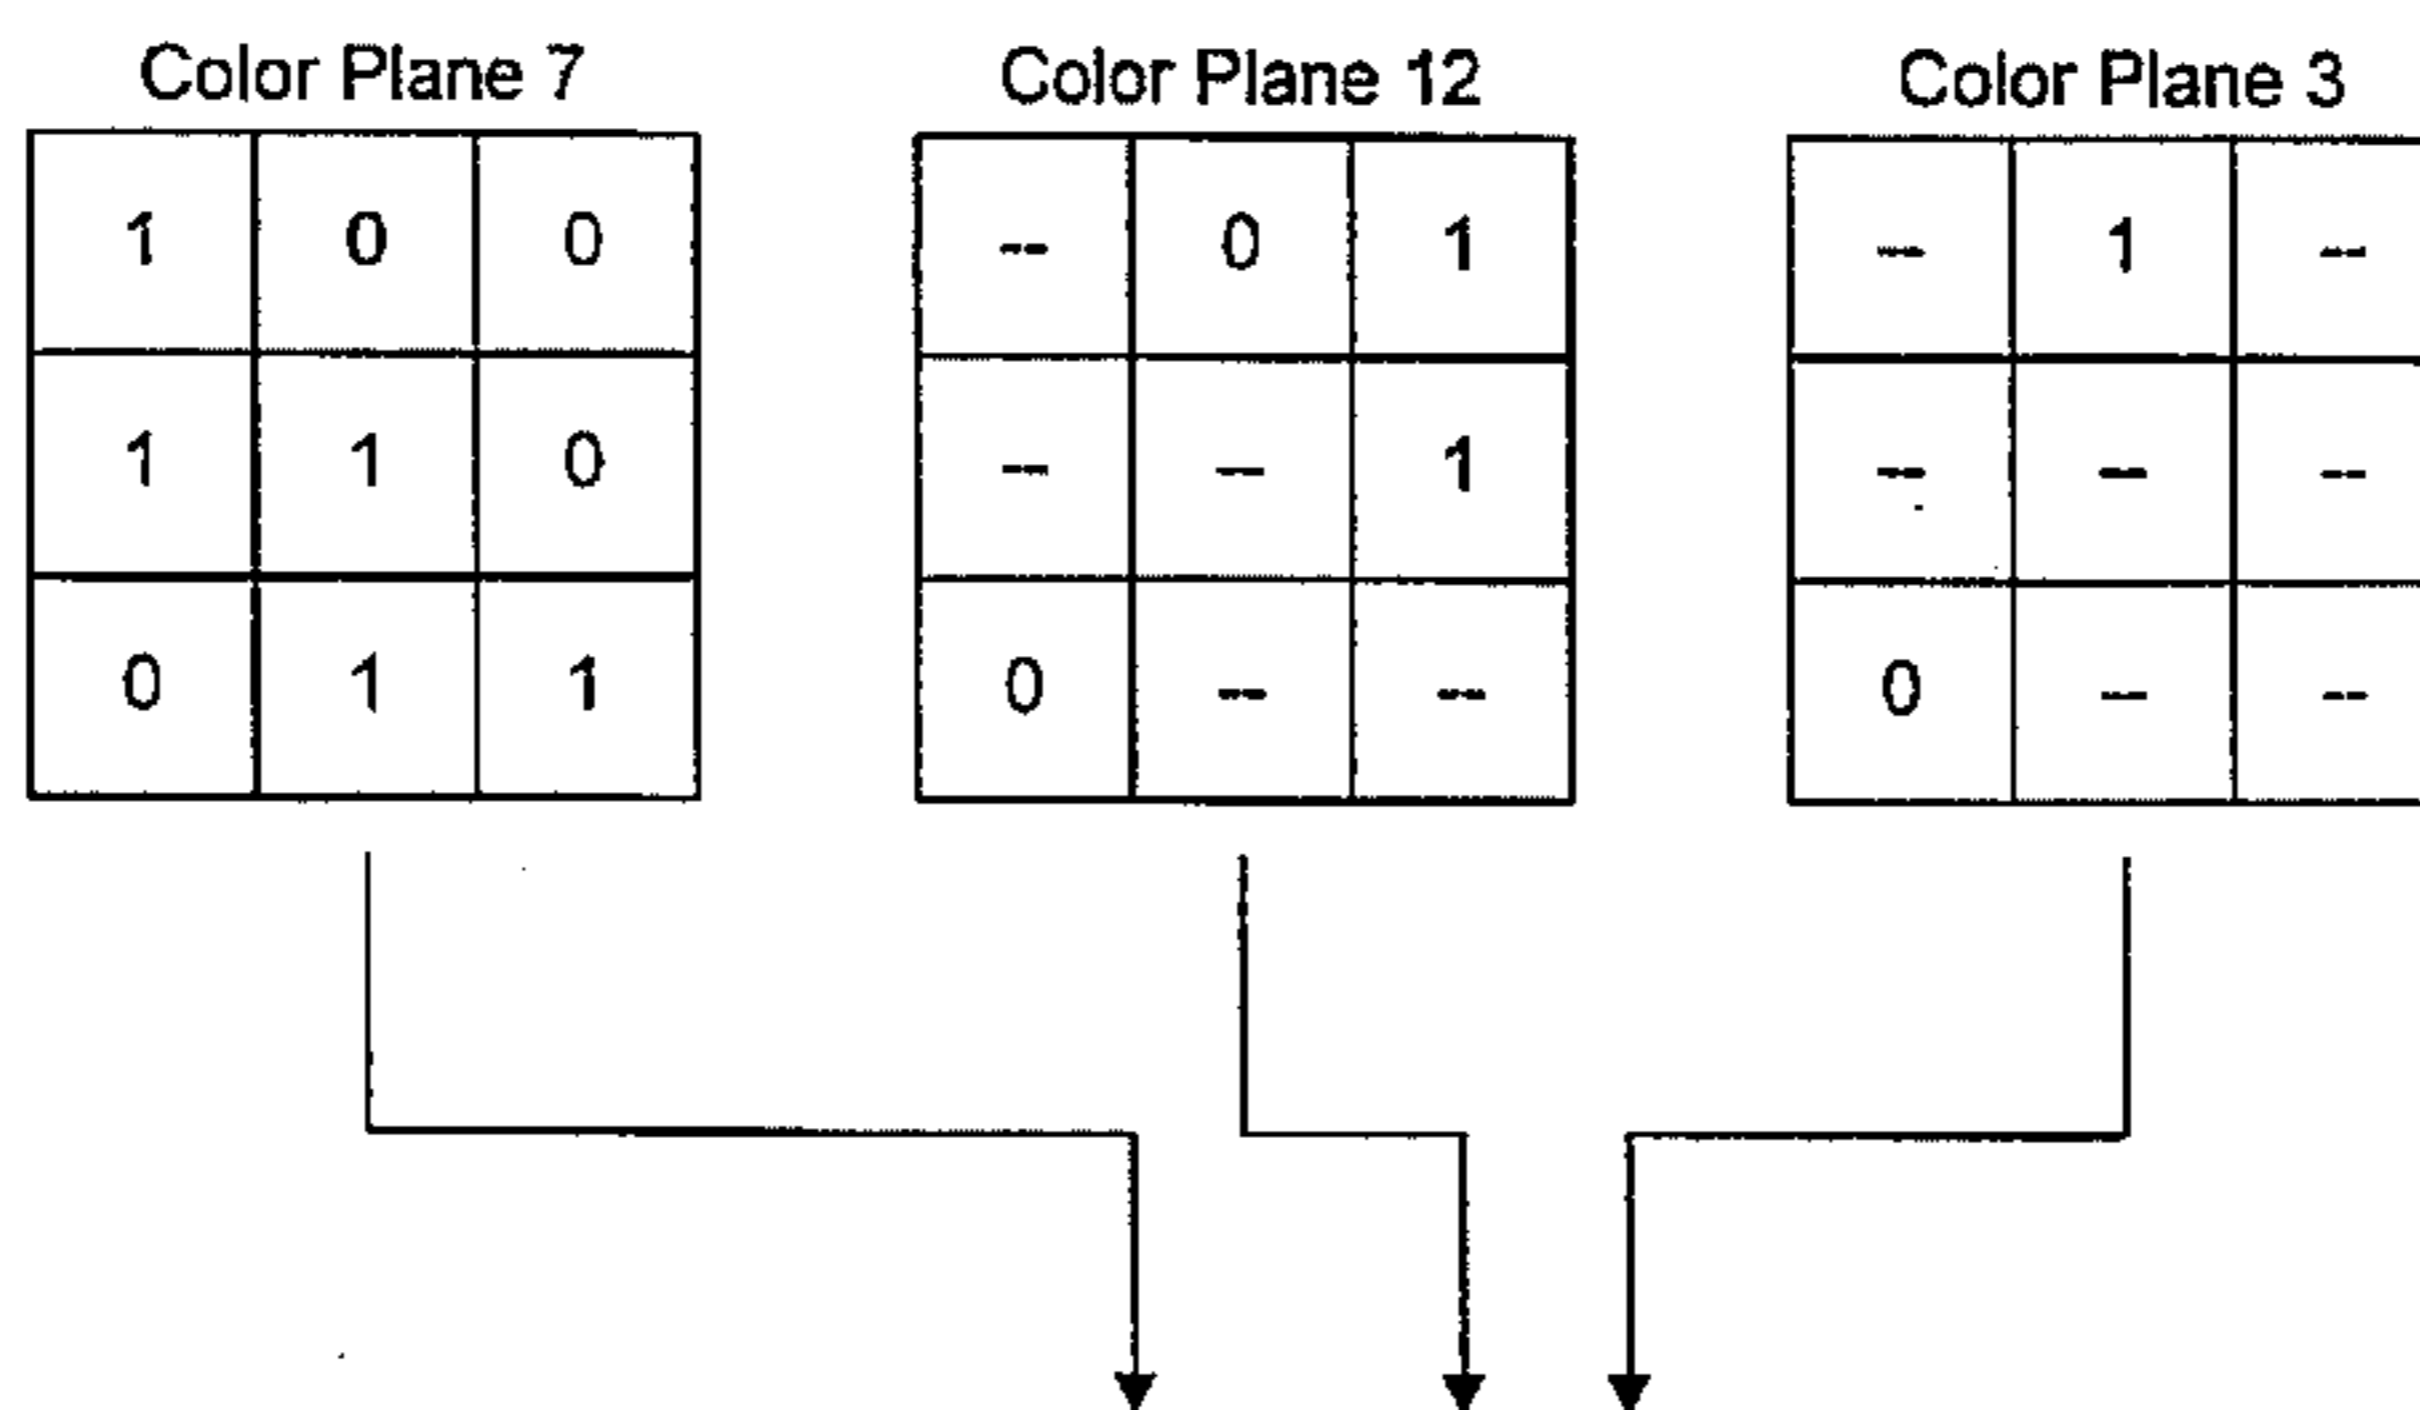 Color Plane 7 Color Plane 12 Color Plane 3
1 0 0 -- 0 1 -- 1 --
1 1 0 -- -- 1 -- -- --
0 1 1 0 -- -- 0 -- --